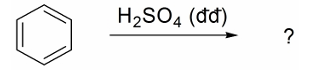 H₂SO₄ (đđ)
?